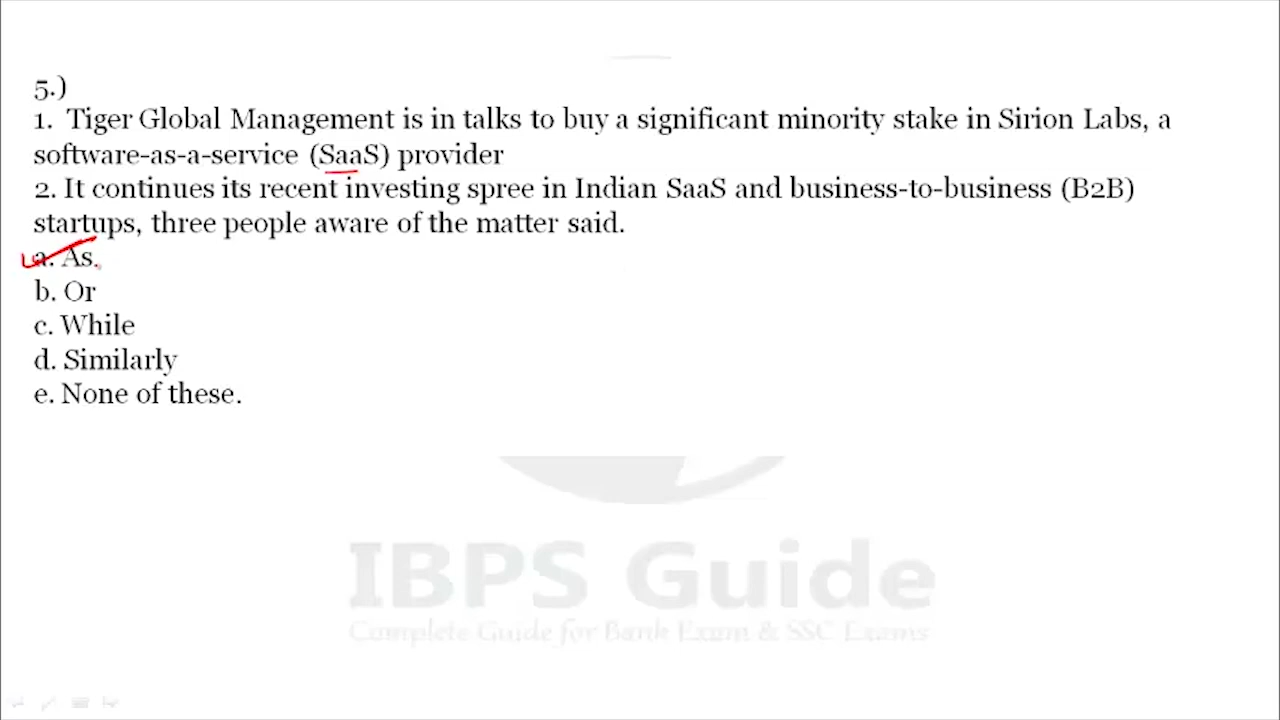 5.)
1. Tiger Global Management is in talks to buy a significant minority stake in Sirion Labs, a
software-as-a-service (SaaS) provider
2. It continues its recent investing spree in Indian SaaS and business-to-business (B2B)
startups, three people aware of the matter said.
a. As.
b. Or
c. While
d. Similarly
e. None of these.
IBPS Guide
Complete Guide for Bank Exam & SSC Exams